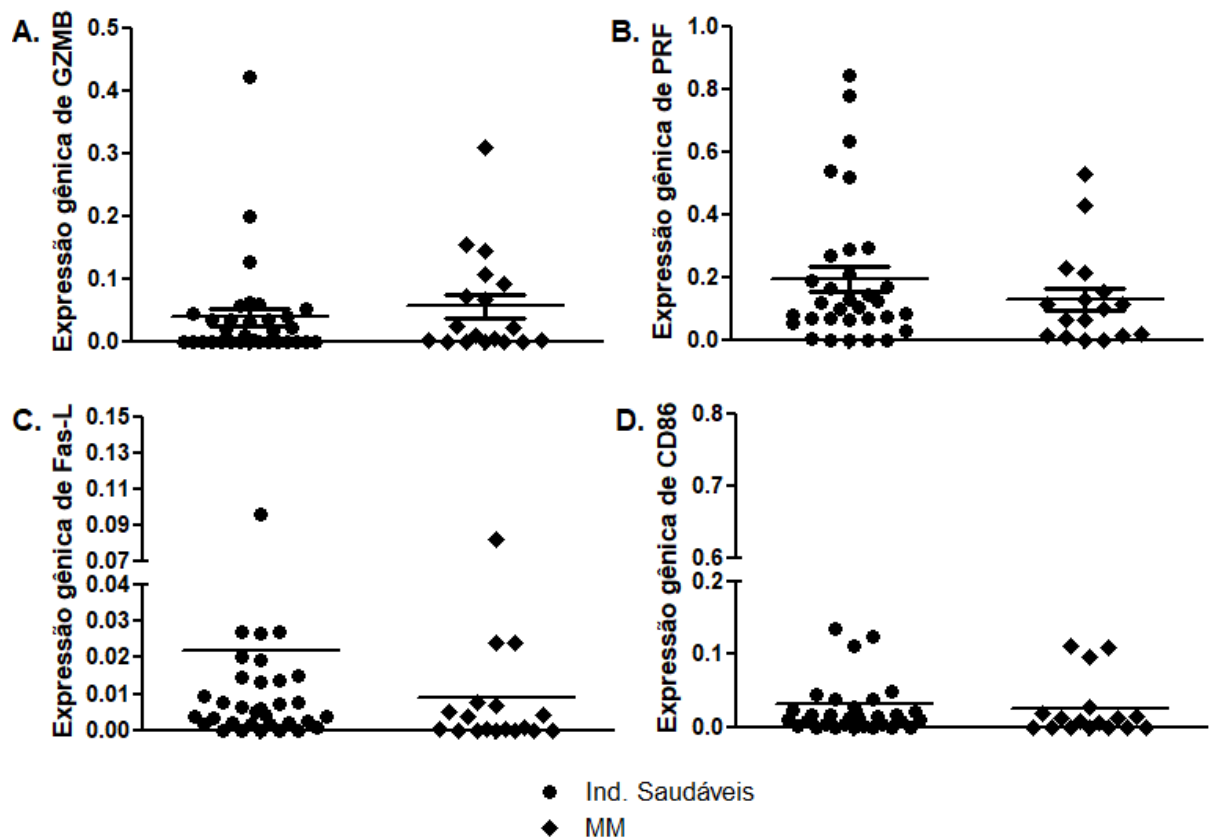 A.
Expressão gênica de GZMB
0.5
0.4
0.3
0.2
0.1
0.0
B.
Expressão gênica de PRF
1.0
0.8
0.6
0.4
0.2
0.0
C.
Expressão gênica de Fas-L
0.15
0.13
0.11
0.09
0.07
0.04
0.03
0.02
0.01
0.00
D.
Expressão gênica de CD86
0.8
0.7
0.6
0.2
0.1
0.0
Ind. Saudáveis
MM